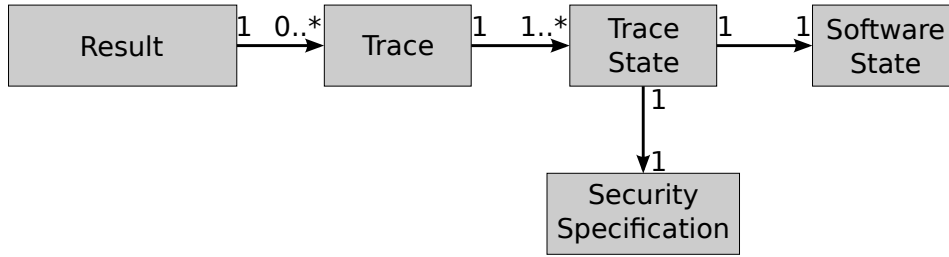 Result
1
0..*
Trace
1
1..*
Trace
State
1
1
Software
State
1
1
Security
Specification